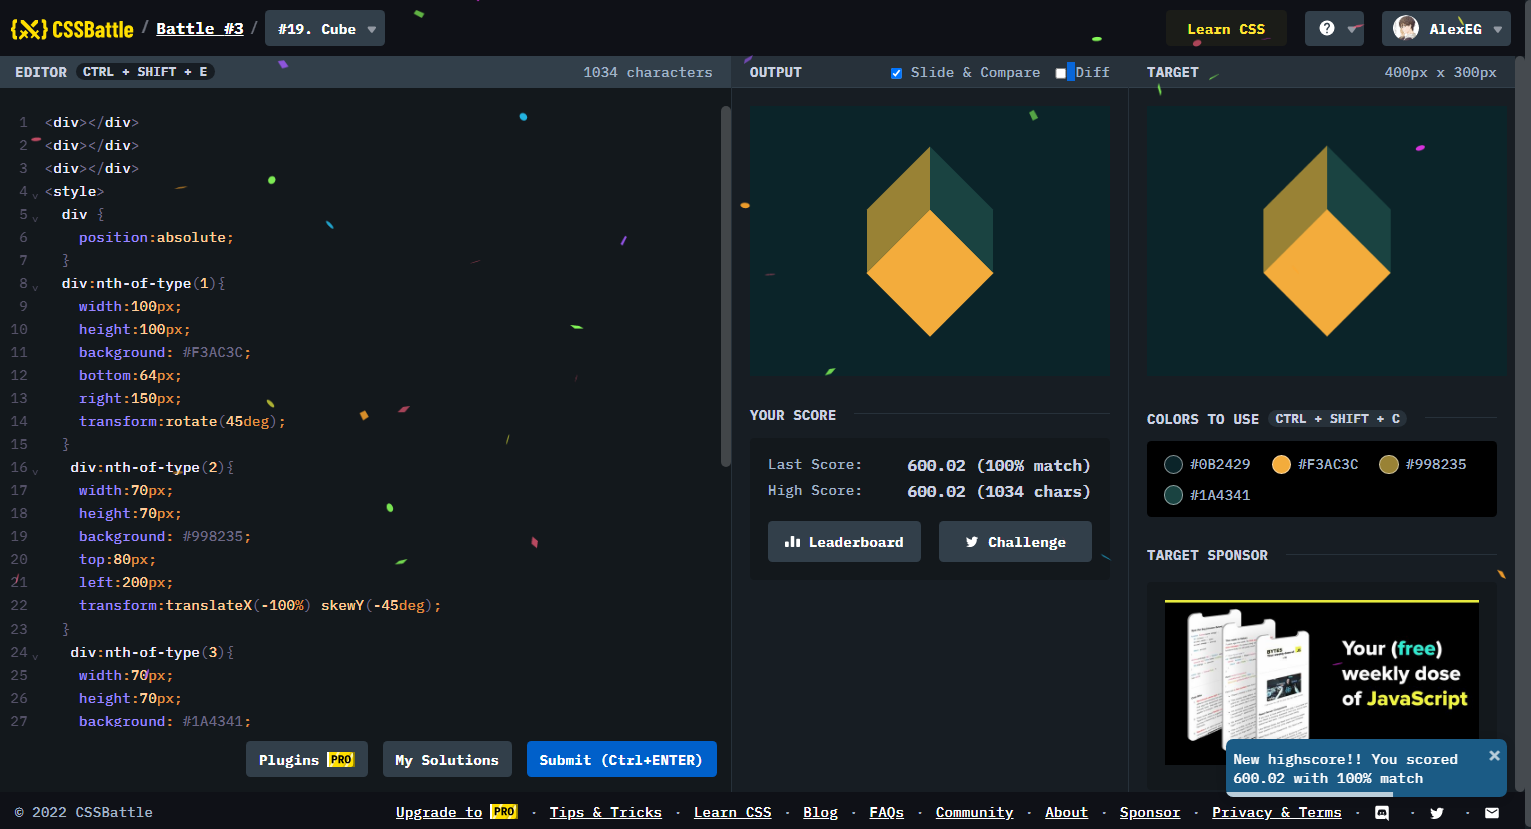 {X} CSSBattle / Battle #3 / #19. Cube
Learn CSS
?
AlexEG
EDITOR CTRL + SHIFT + E
1034 characters
OUTPUT
Slide & Compare
Diff
TARGET
400px x 300px
1 <div></div>
2 <div></div>
3 <div></div>
4 <style>
5 div {
6 position:absolute;
7 }
8 div:nth-of-type(1){
9 width:100px;
10 height:100px;
11 background: #F3AC3C;
12 bottom:64px;
13 right:150px;
14 transform:rotate(45deg);
15 }
16 div:nth-of-type(2){
17 width:70px;
18 height:70px;
19 background: #998235;
20 top:80px;
21 left:200px;
22 transform:translateX(-100%) skewY(-45deg);
23 }
24 div:nth-of-type(3){
25 width:70px;
26 height:70px;
27 background: #1A4341;
Plugins PRO
My Solutions
Submit (Ctrl+ENTER)
YOUR SCORE
Last Score: 600.02 (100% match)
High Score: 600.02 (1034 chars)
Leaderboard
Challenge
COLORS TO USE CTRL + SHIFT + C
#0B2429 #F3AC3C #998235
#1A4341
TARGET SPONSOR
BYTES
Your (free)
weekly dose
of JavaScript
New highscore!! You scored
600.02 with 100% match
© 2022 CSSBattle
Upgrade to PRO · Tips & Tricks · Learn CSS · Blog · FAQs · Community · About · Sponsor · Privacy & Terms · · ·